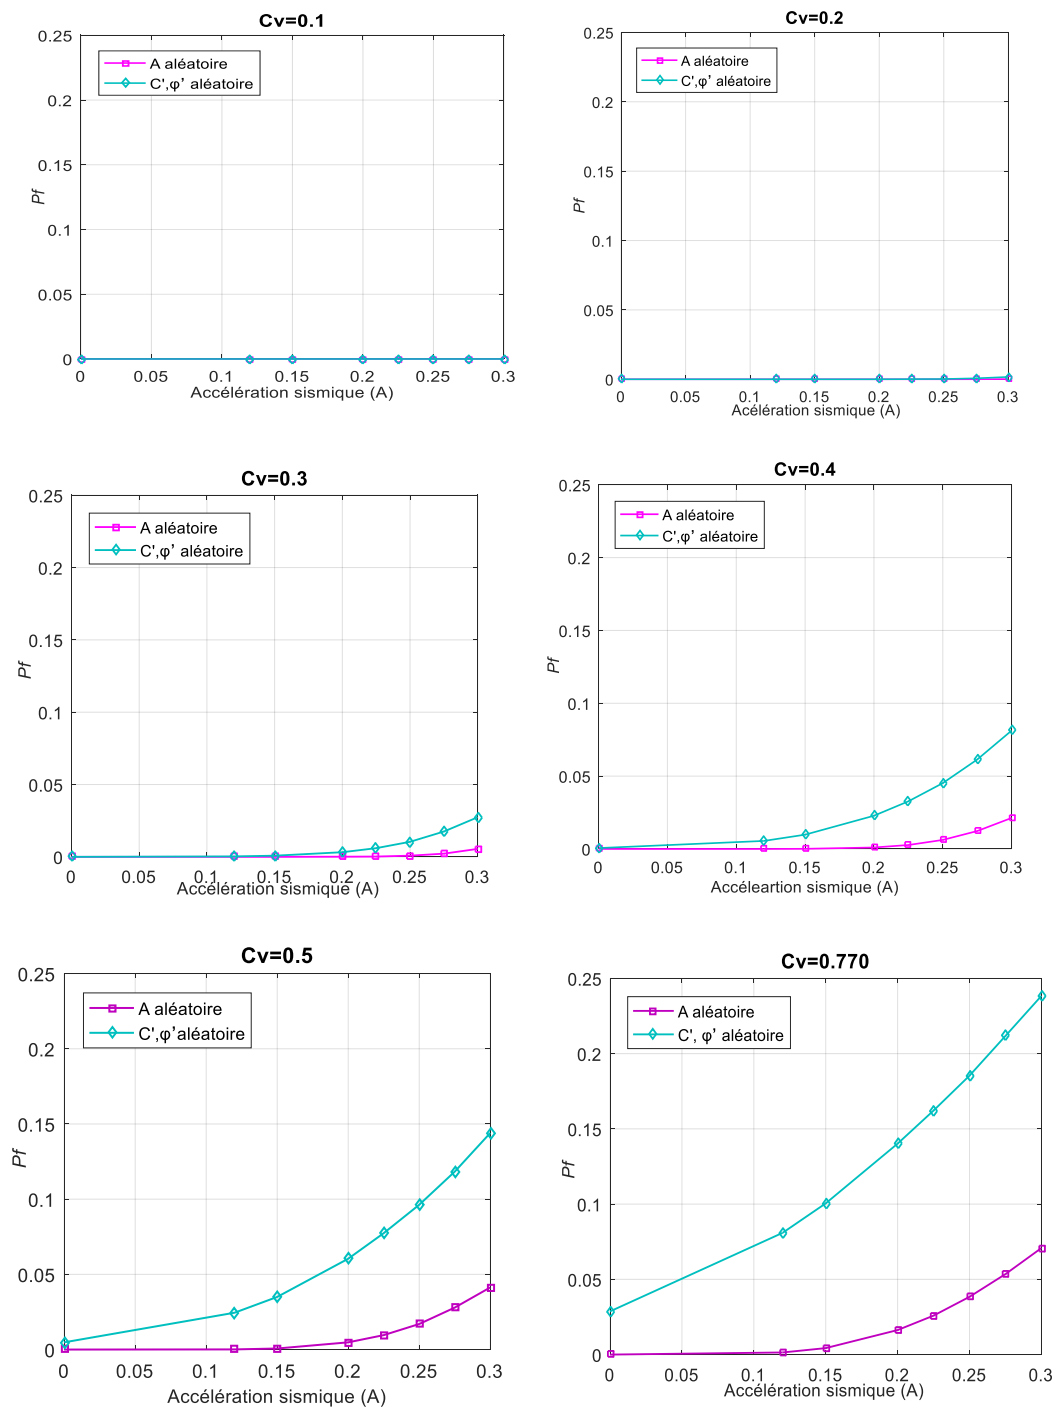 Cv=0.1
0.25
0.2
0.15
0.1
0.05
0
Pf
A aléatoire
C',φ' aléatoire
0
0.05
0.1
0.15
0.2
0.25
0.3
Accélération sismique (A)
Cv=0.2
0.25
0.2
0.15
0.1
0.05
0
Pf
A aléatoire
C',φ' aléatoire
0
0.05
0.1
0.15
0.2
0.25
0.3
Acélération sismique (A)
Cv=0.3
0.25
0.2
0.15
0.1
0.05
0
Pf
A aléatoire
C',φ' aléatoire
0
0.05
0.1
0.15
0.20
0.25
0.3
Accélération sismique (A)
Cv=0.4
0.25
0.2
0.15
0.1
0.05
0
Pf
A aléatoire
C',φ' aléatoire
0
0.05
0.1
0.15
0.20
0.25
0.3
Accéleartion sismique (A)
Cv=0.5
0.25
0.2
0.15
0.1
0.05
0
Pf
A aléatoire
C',φ'aléatoire
0
0.05
0.1
0.15
0.2
0.25
0.3
Accélération sismique (A)
Cv=0.770
0.25
0.2
0.15
0.1
0.05
0
Pf
A aléatoire
C', φ' aléatoire
0
0.05
0.1
0.15
0.2
0.25
0.3
Accélération sismique (A)